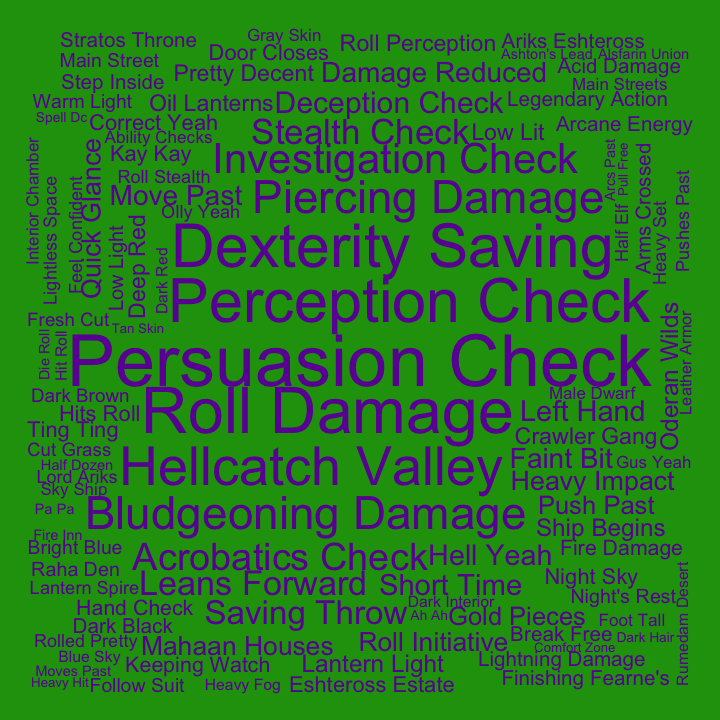 Stratos Throne
Gray Skin
Door Closes
Roll Perception
Ariks Eshteross
Main Street
Ashton's Lead
Alsfarin Union
Step Inside
Pretty Decent
Damage Reduced
Acid Damage
Main Streets
Warm Light
Oil Lanterns
Deception Check
Legendary Action
Spell Dc
Correct Yeah
Ability Checks
Stealth Check
Low Lit
Arcane Energy
Kay Kay
Investigation Check
Roll Stealth
Move Past
Piercing Damage
Olly Yeah
Interior Chamber
Lightless Space
Feel Confident
Quick Glance
Low Light
Deep Red
Dark Red
Arcs Past
Pull Free
Half Elf
Arms Crossed
Heavy Set
Pushes Past
Dexterity Saving
Perception Check
Fresh Cut
Tan Skin
Die Roll
Hit Roll
Persuasion Check
Oderan Wilds
Leather Armor
Dark Brown
Roll Damage
Male Dwarf
Hits Roll
Left Hand
Ting Ting
Crawler Gang
Cut Grass
Hellcatch Valley
Faint Bit
Gus Yeah
Half Dozen
Lord Ariks
Heavy Impact
Sky Ship
Pa Pa
Bludgeoning Damage
Push Past
Ship Begins
Fire Inn
Bright Blue
Acrobatics Check
Hell Yeah
Fire Damage
Raha Den
Lantern Spire
Leans Forward
Short Time
Night Sky
Night's Rest
Rumedam Desert
Hand Check
Saving Throw
Dark Interior
Ah Ah
Gold Pieces
Foot Tall
Dark Black
Rolled Pretty
Mahaan Houses
Roll Initiative
Break Free
Dark Hair
Comfort Zone
Blue Sky
Moves Past
Keeping Watch
Lantern Light
Lightning Damage
Heavy Hit
Follow Suit
Heavy Fog
Eshteross Estate
Finishing Fearne's